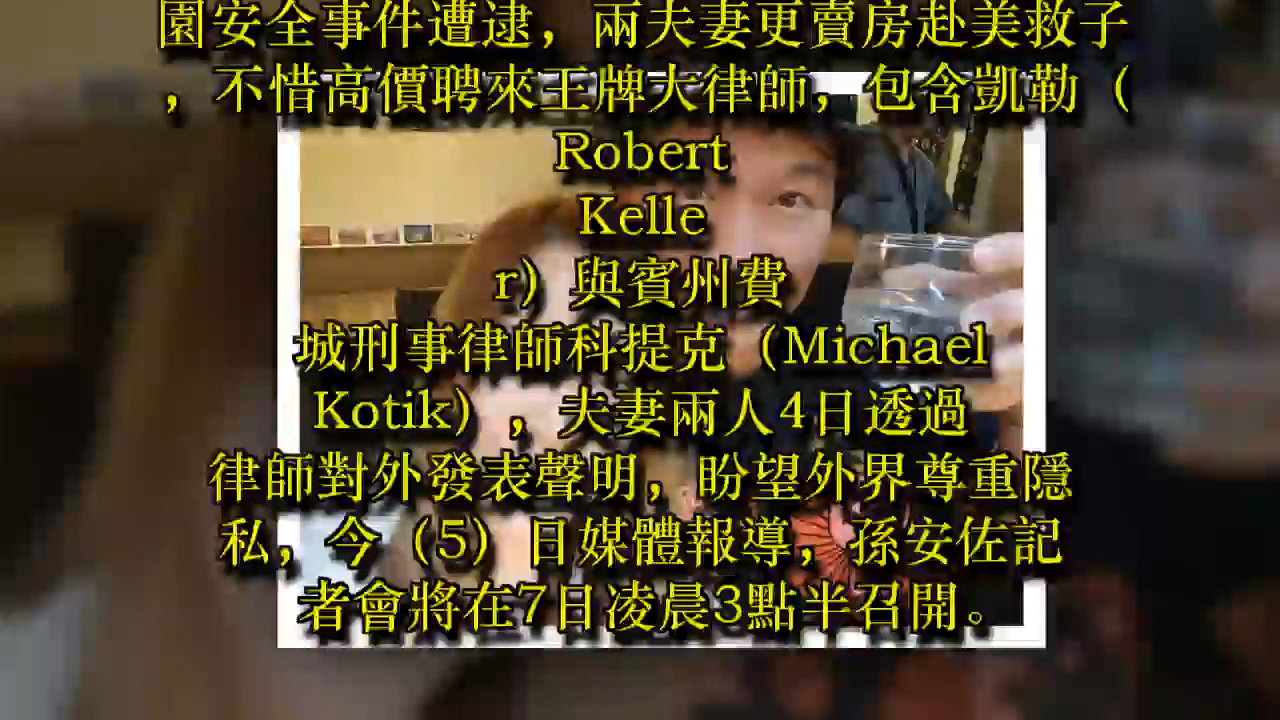 園安全事件遭逮，兩夫妻更賣房赴美救子
，不惜高價聘來王牌大律師，包含凱勒（
Robert
Kelle
r）與賓州費
城刑事律師科提克（Michael
Kotik），夫妻兩人4日透過
律師對外發表聲明，盼望外界尊重隱
私，今（5）日媒體報導，孫安佐記
者會將在7日凌晨3點半召開。